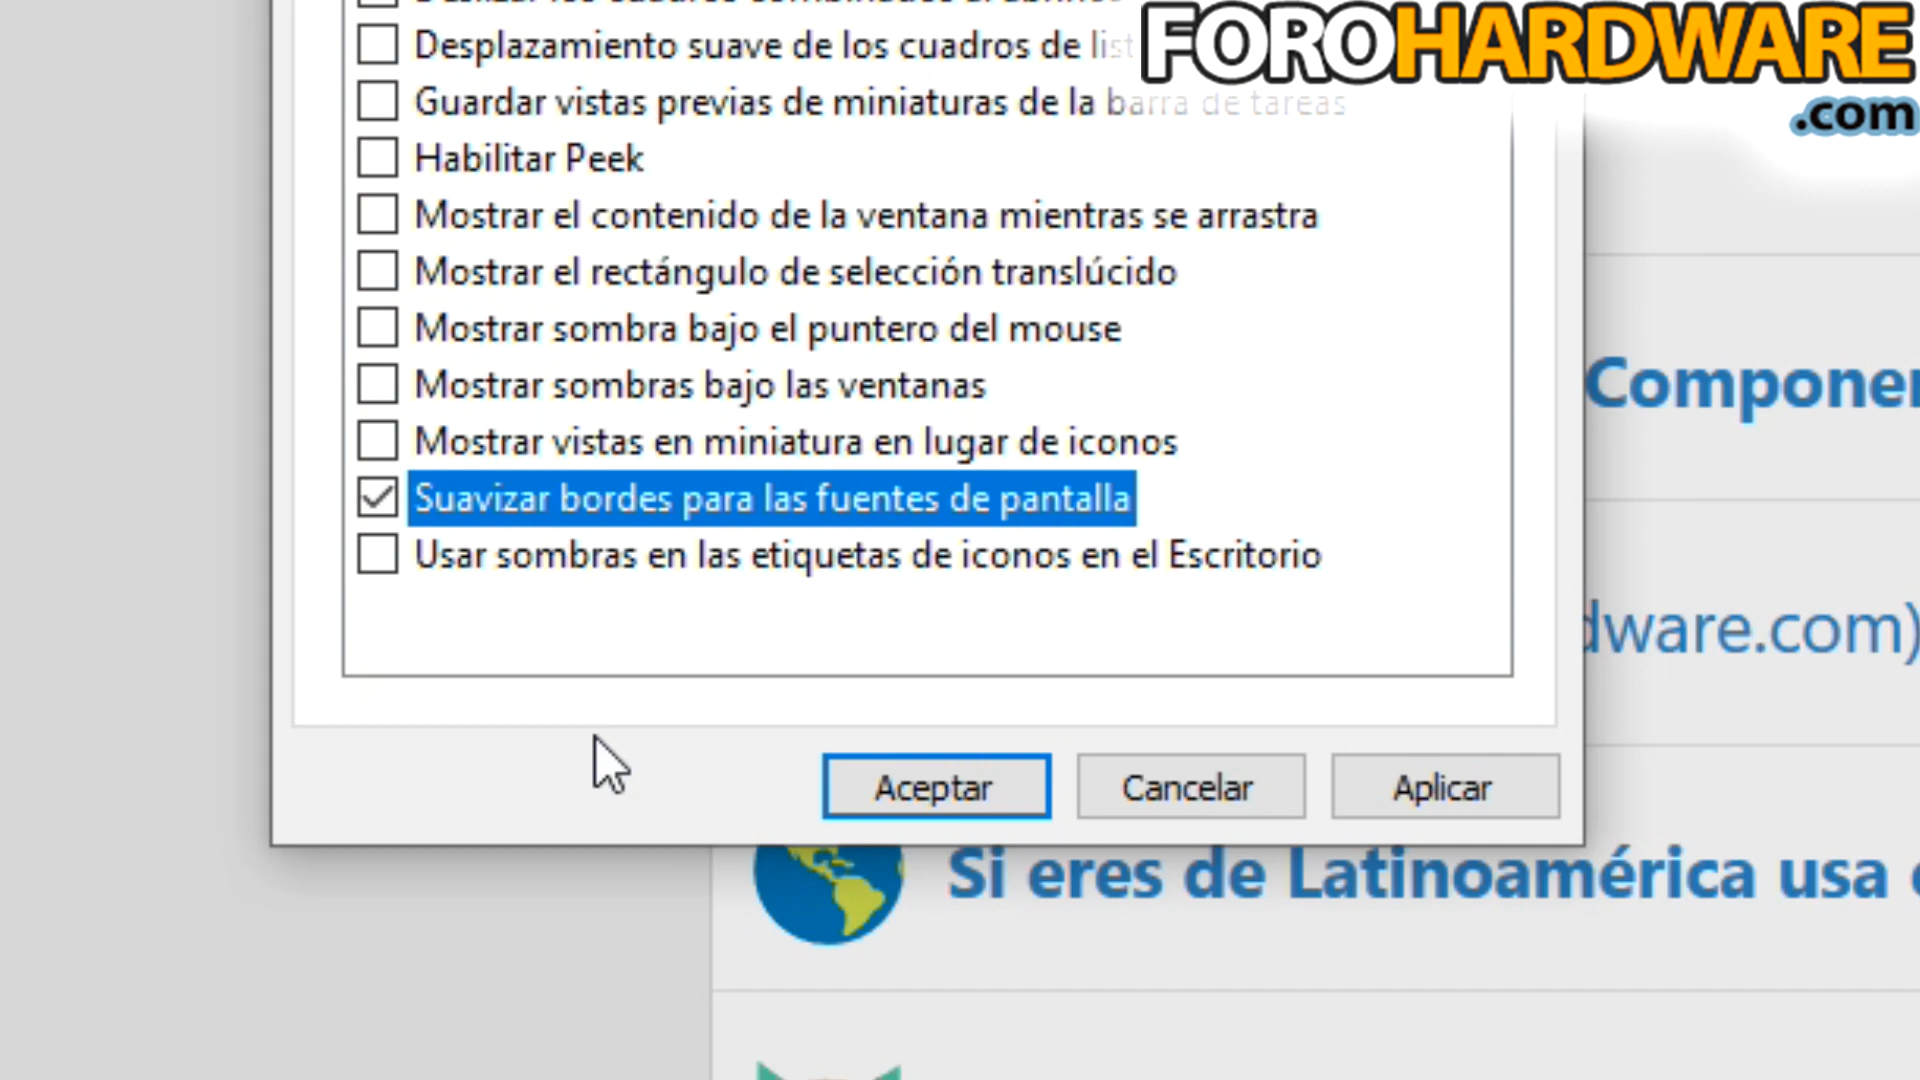 FOROHARDWARE
.com
Desplazamiento suave de los cuadros de list
Guardar vistas previas de miniaturas de la barra de tareas
Habilitar Peek
Mostrar el contenido de la ventana mientras se arrastra
Mostrar el rectángulo de selección translúcido
Mostrar sombra bajo el puntero del mouse
Mostrar sombras bajo las ventanas
Componen
Mostrar vistas en miniatura en lugar de iconos
Suavizar bordes para las fuentes de pantalla
Usar sombras en las etiquetas de iconos en el Escritorio
dware.com)
Aceptar
Cancelar
Aplicar
Si eres de Latinoamérica usa